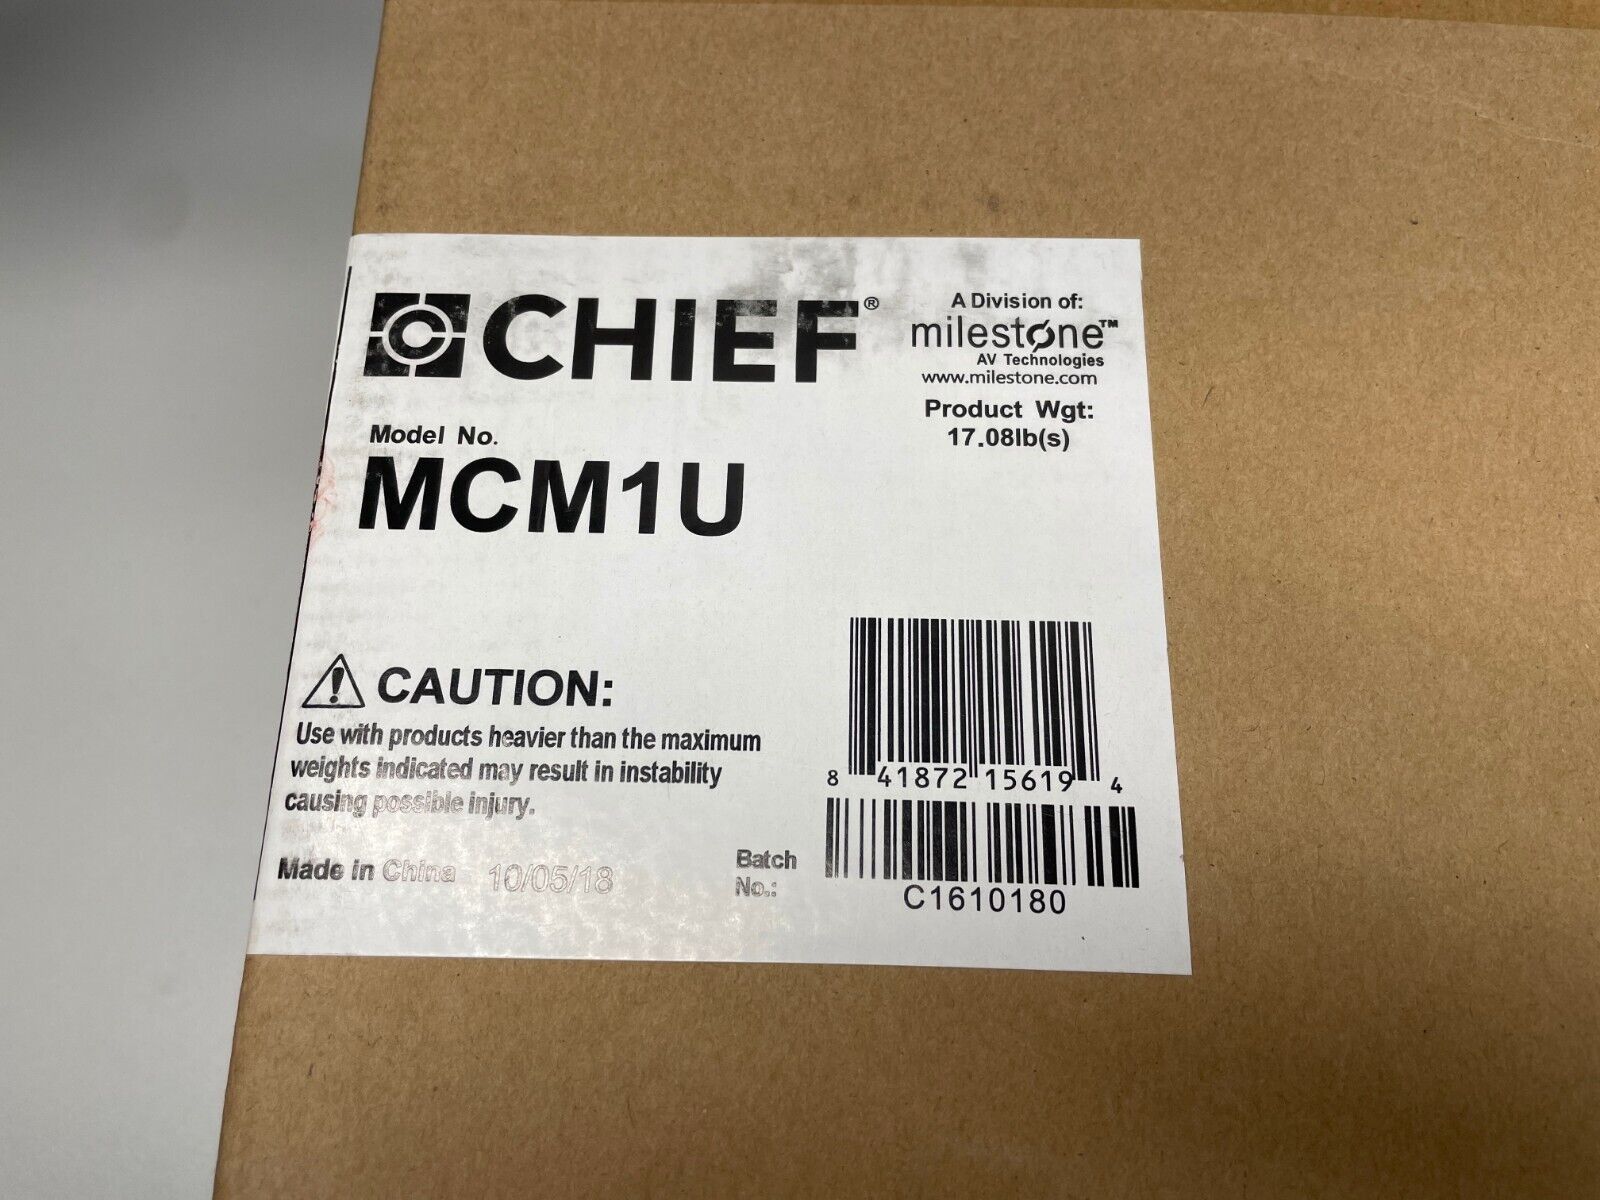 CHIEF®
A Division of:
milestone™
AV Technologies
www.milestone.com
Product Wgt:
17.08lb(s)
Model No.
MCM1U
CAUTION:
Use with products heavier than the maximum
weights indicated may result in instability
causing possible injury.
8 41872 15619 4
Made in China 10/05/18
Batch
No.:
C1610180